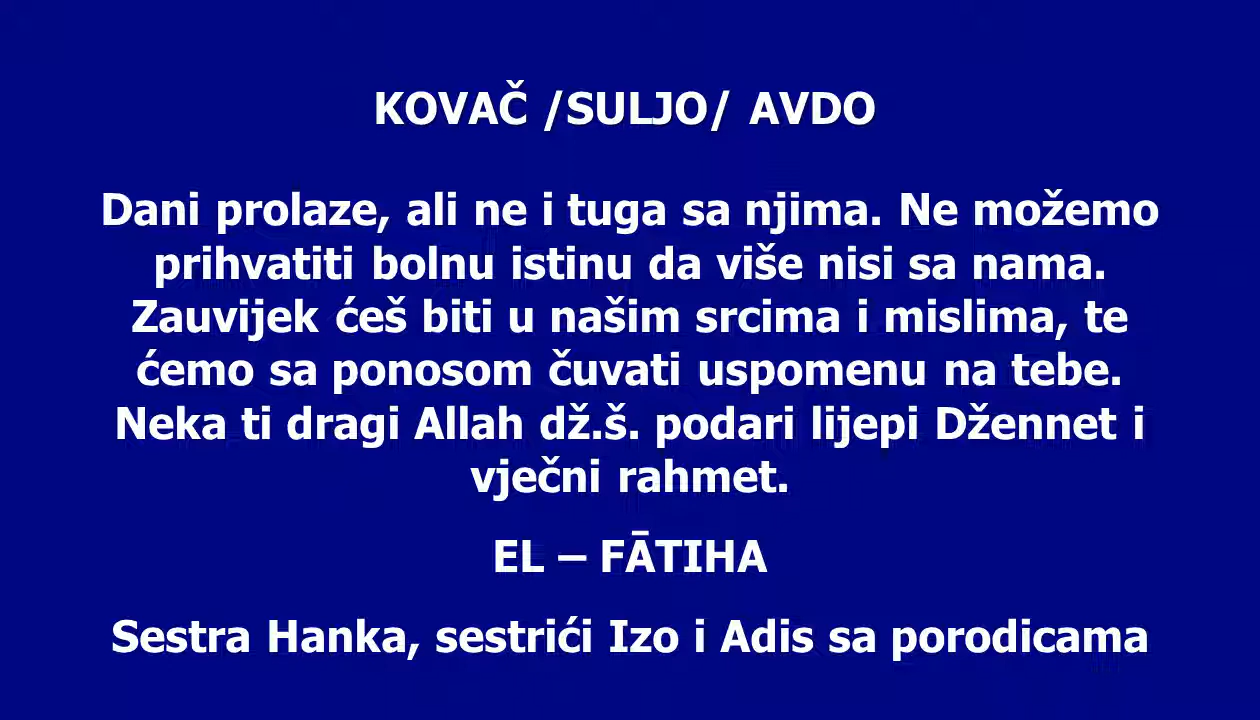 KOVAČ /SULJO/ AVDO
Dani prolaze, ali ne i tuga sa njima. Ne možemo
prihvatiti bolnu istinu da više nisi sa nama.
Zauvijek ćeš biti u našim srcima i mislima, te
ćemo sa ponosom čuvati uspomenu na tebe.
Neka ti dragi Allah dž.š. podari lijepi Džennet i
vječni rahmet.
EL – FĀTIHA
Sestra Hanka, sestrići Izo i Adis sa porodicama